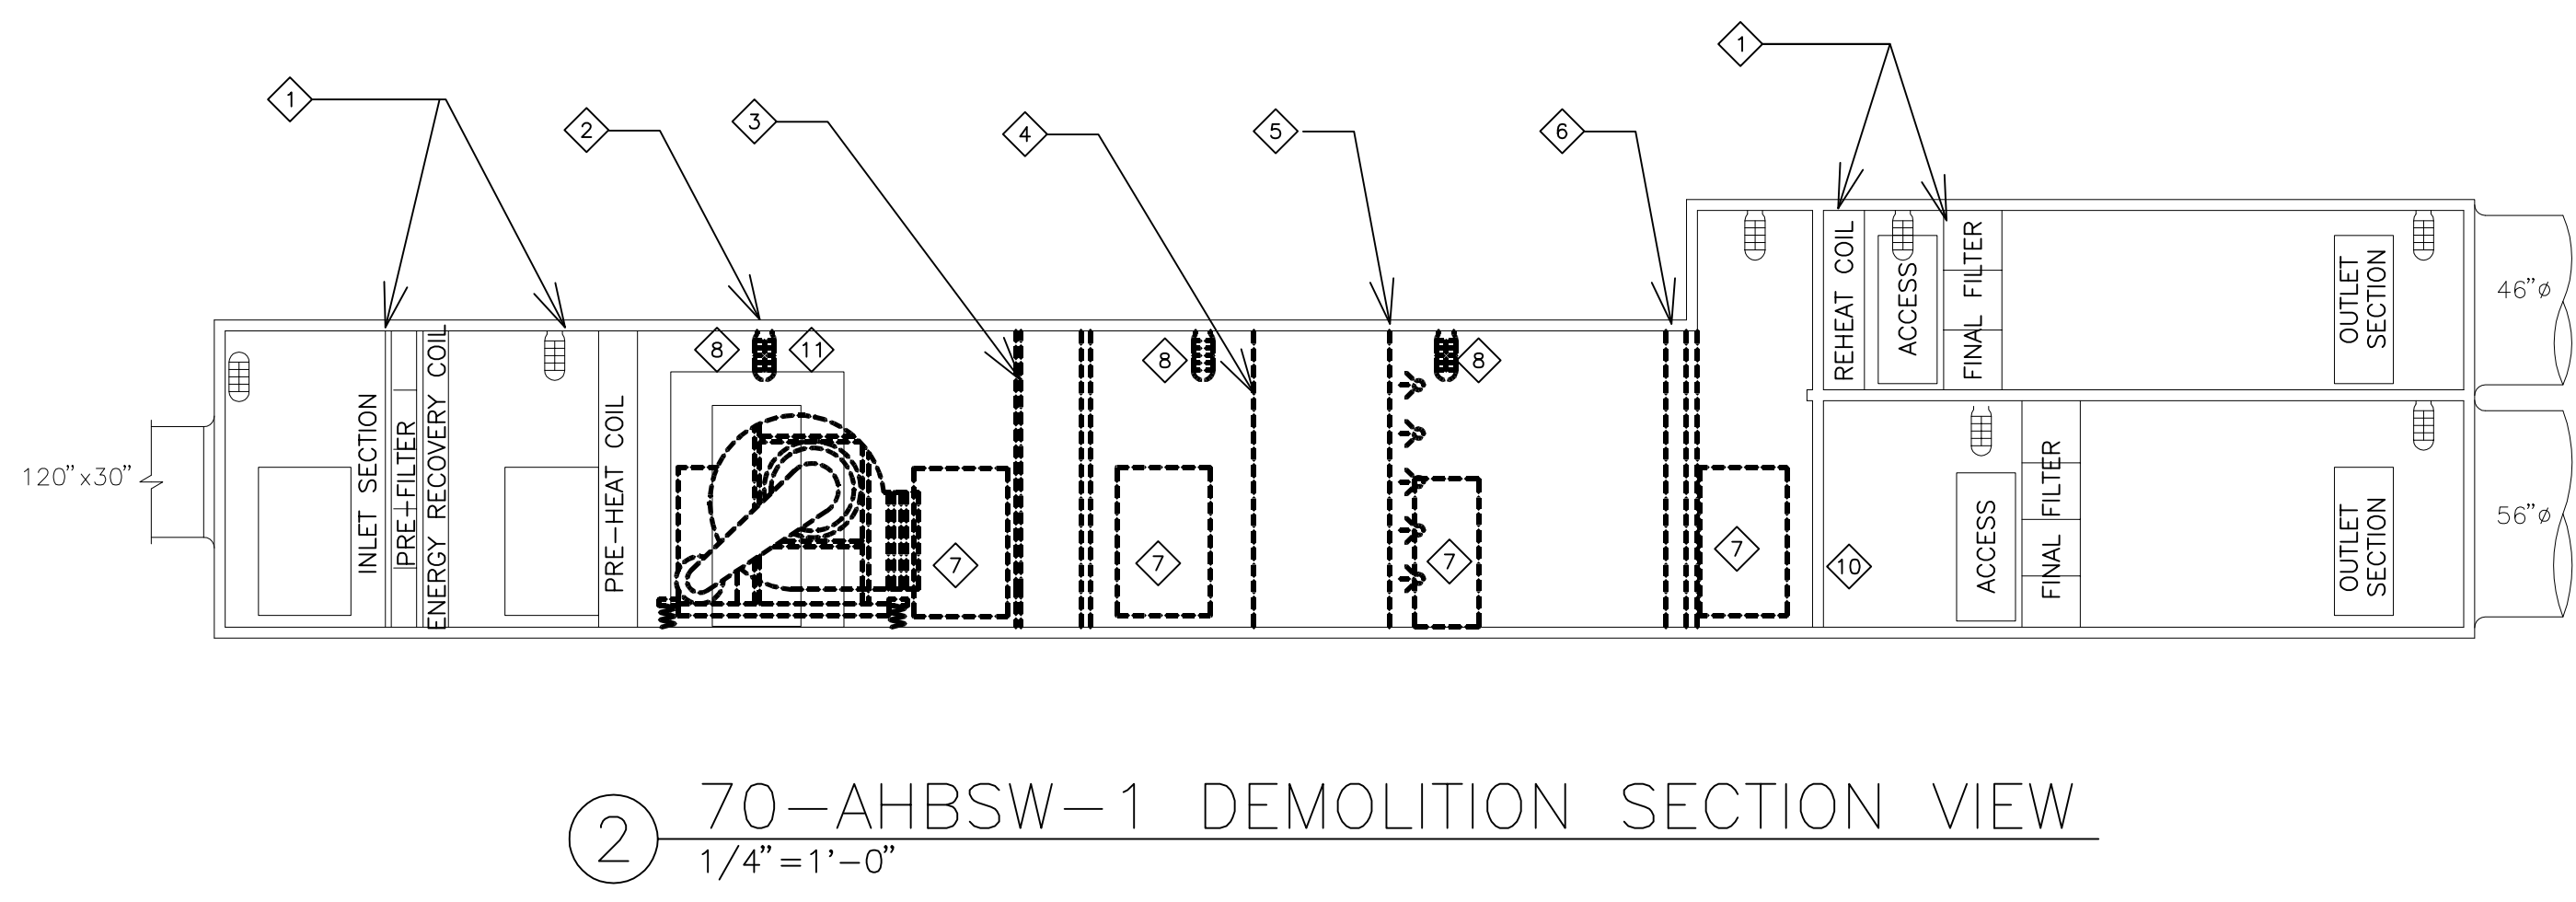 1
1
2
3
4
5
6
120"x30"
INLET SECTION
PRE-FILTER
ENERGY RECOVERY COIL
PRE-HEAT COIL
8
11
8
8
7
7
7
7
10
REHEAT COIL
ACCESS
FINAL FILTER
OUTLET
SECTION
46"ø
ACCESS
FINAL FILTER
OUTLET
SECTION
56"ø
2
70-AHBSW-1 DEMOLITION SECTION VIEW
1/4"=1'-0"